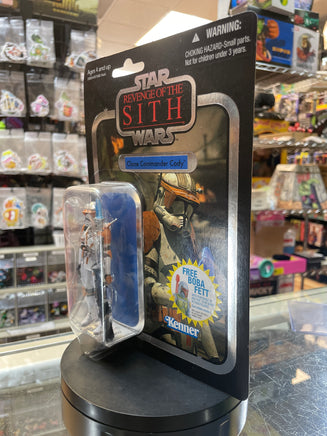 Ages 4 and up
WARNING:
CHOKING HAZARD-Small parts.
Not for children under 3 years.
STAR
REVENGE OF THE
SITH
WARS
Clone Commander Cody
FREE
BOBA
FETT
Kenner